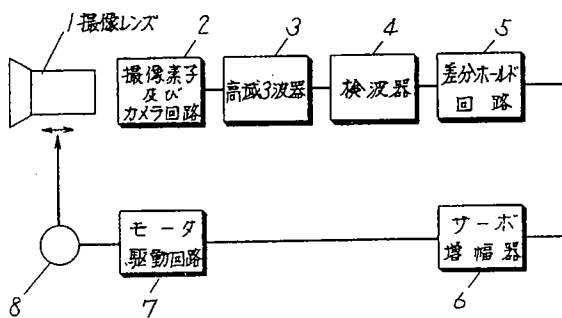 1 撮像レンズ
2
撮像素子
及び
カメラ回路
3
高域3波器
4
検波器
5
差分ホールド
回路
モータ
駆動回路
7
8
サーボ
増幅器
6